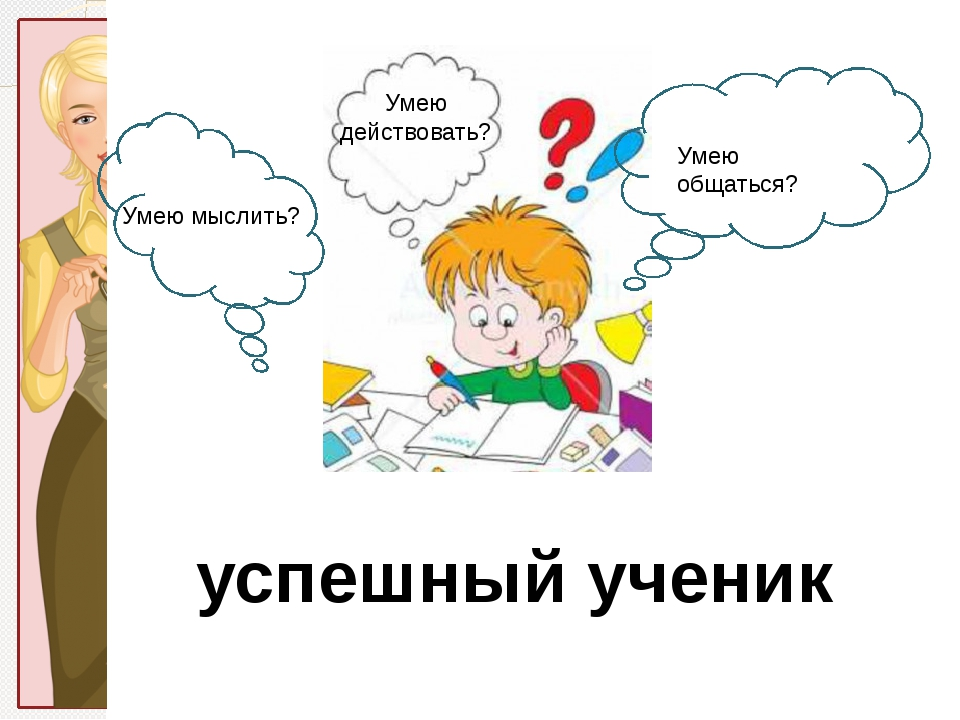 Умею
действовать?
Умею
общаться?
Умею мыслить?
успешный ученик